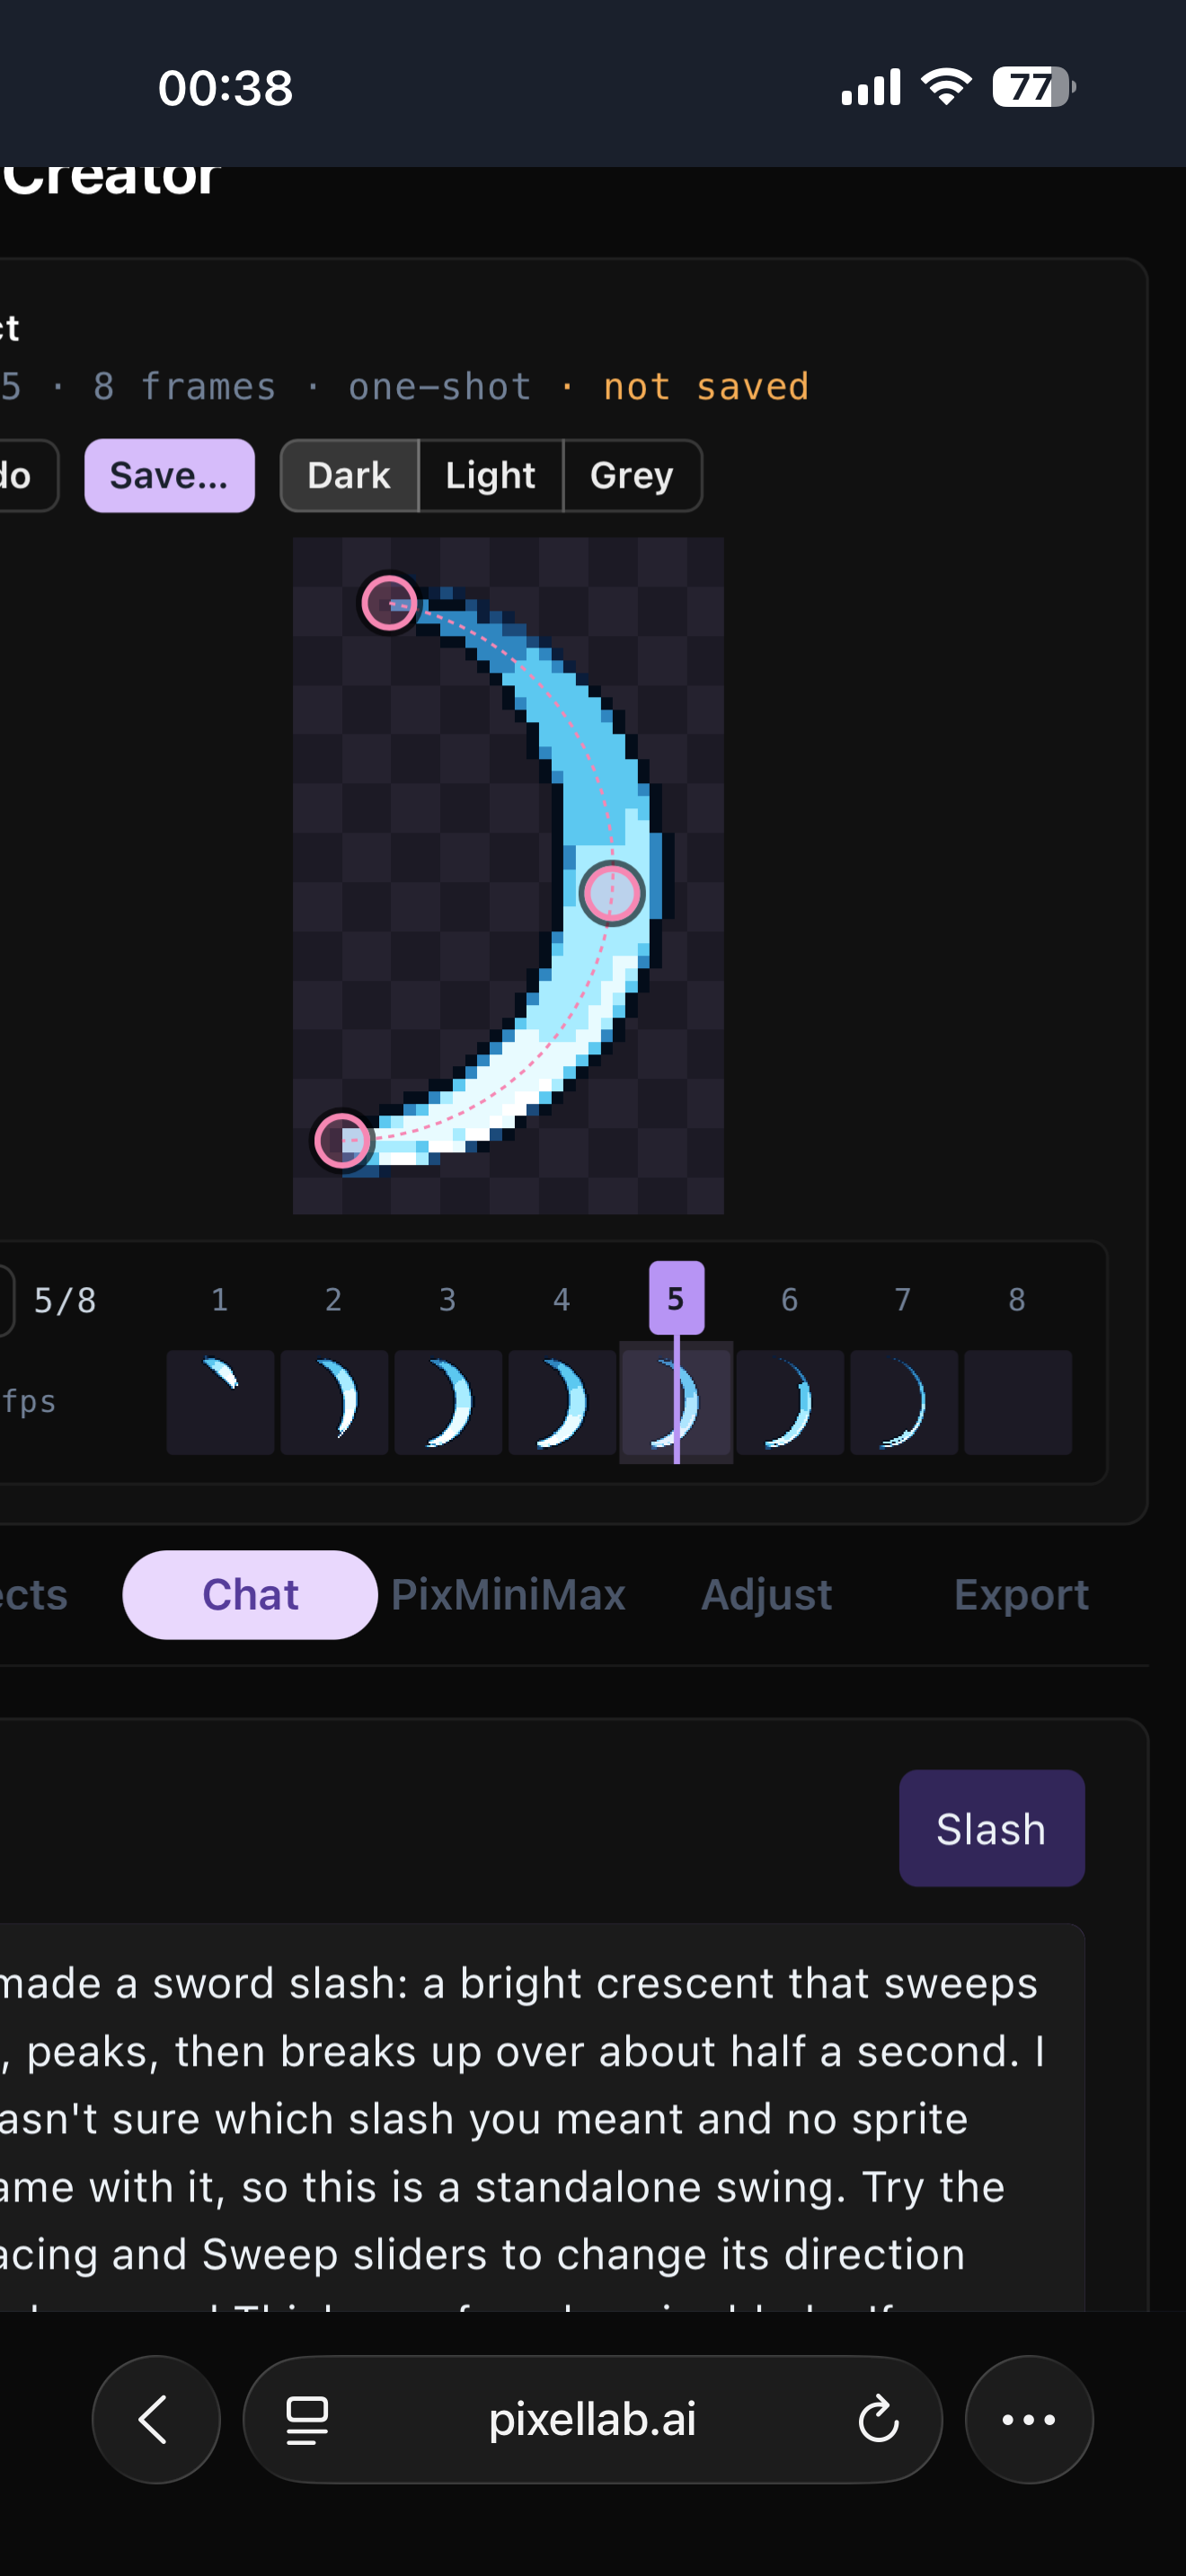 00:38
77
Creator
ct
5 · 8 frames · one-shot · not saved
do Save... Dark Light Grey
5/8 1 2 3 4 5 6 7 8
fps
ects Chat PixMiniMax Adjust Export
Slash
made a sword slash: a bright crescent that sweeps
, peaks, then breaks up over about half a second. I
asn't sure which slash you meant and no sprite
ame with it, so this is a standalone swing. Try the
acing and Sweep sliders to change its direction
pixellab.ai